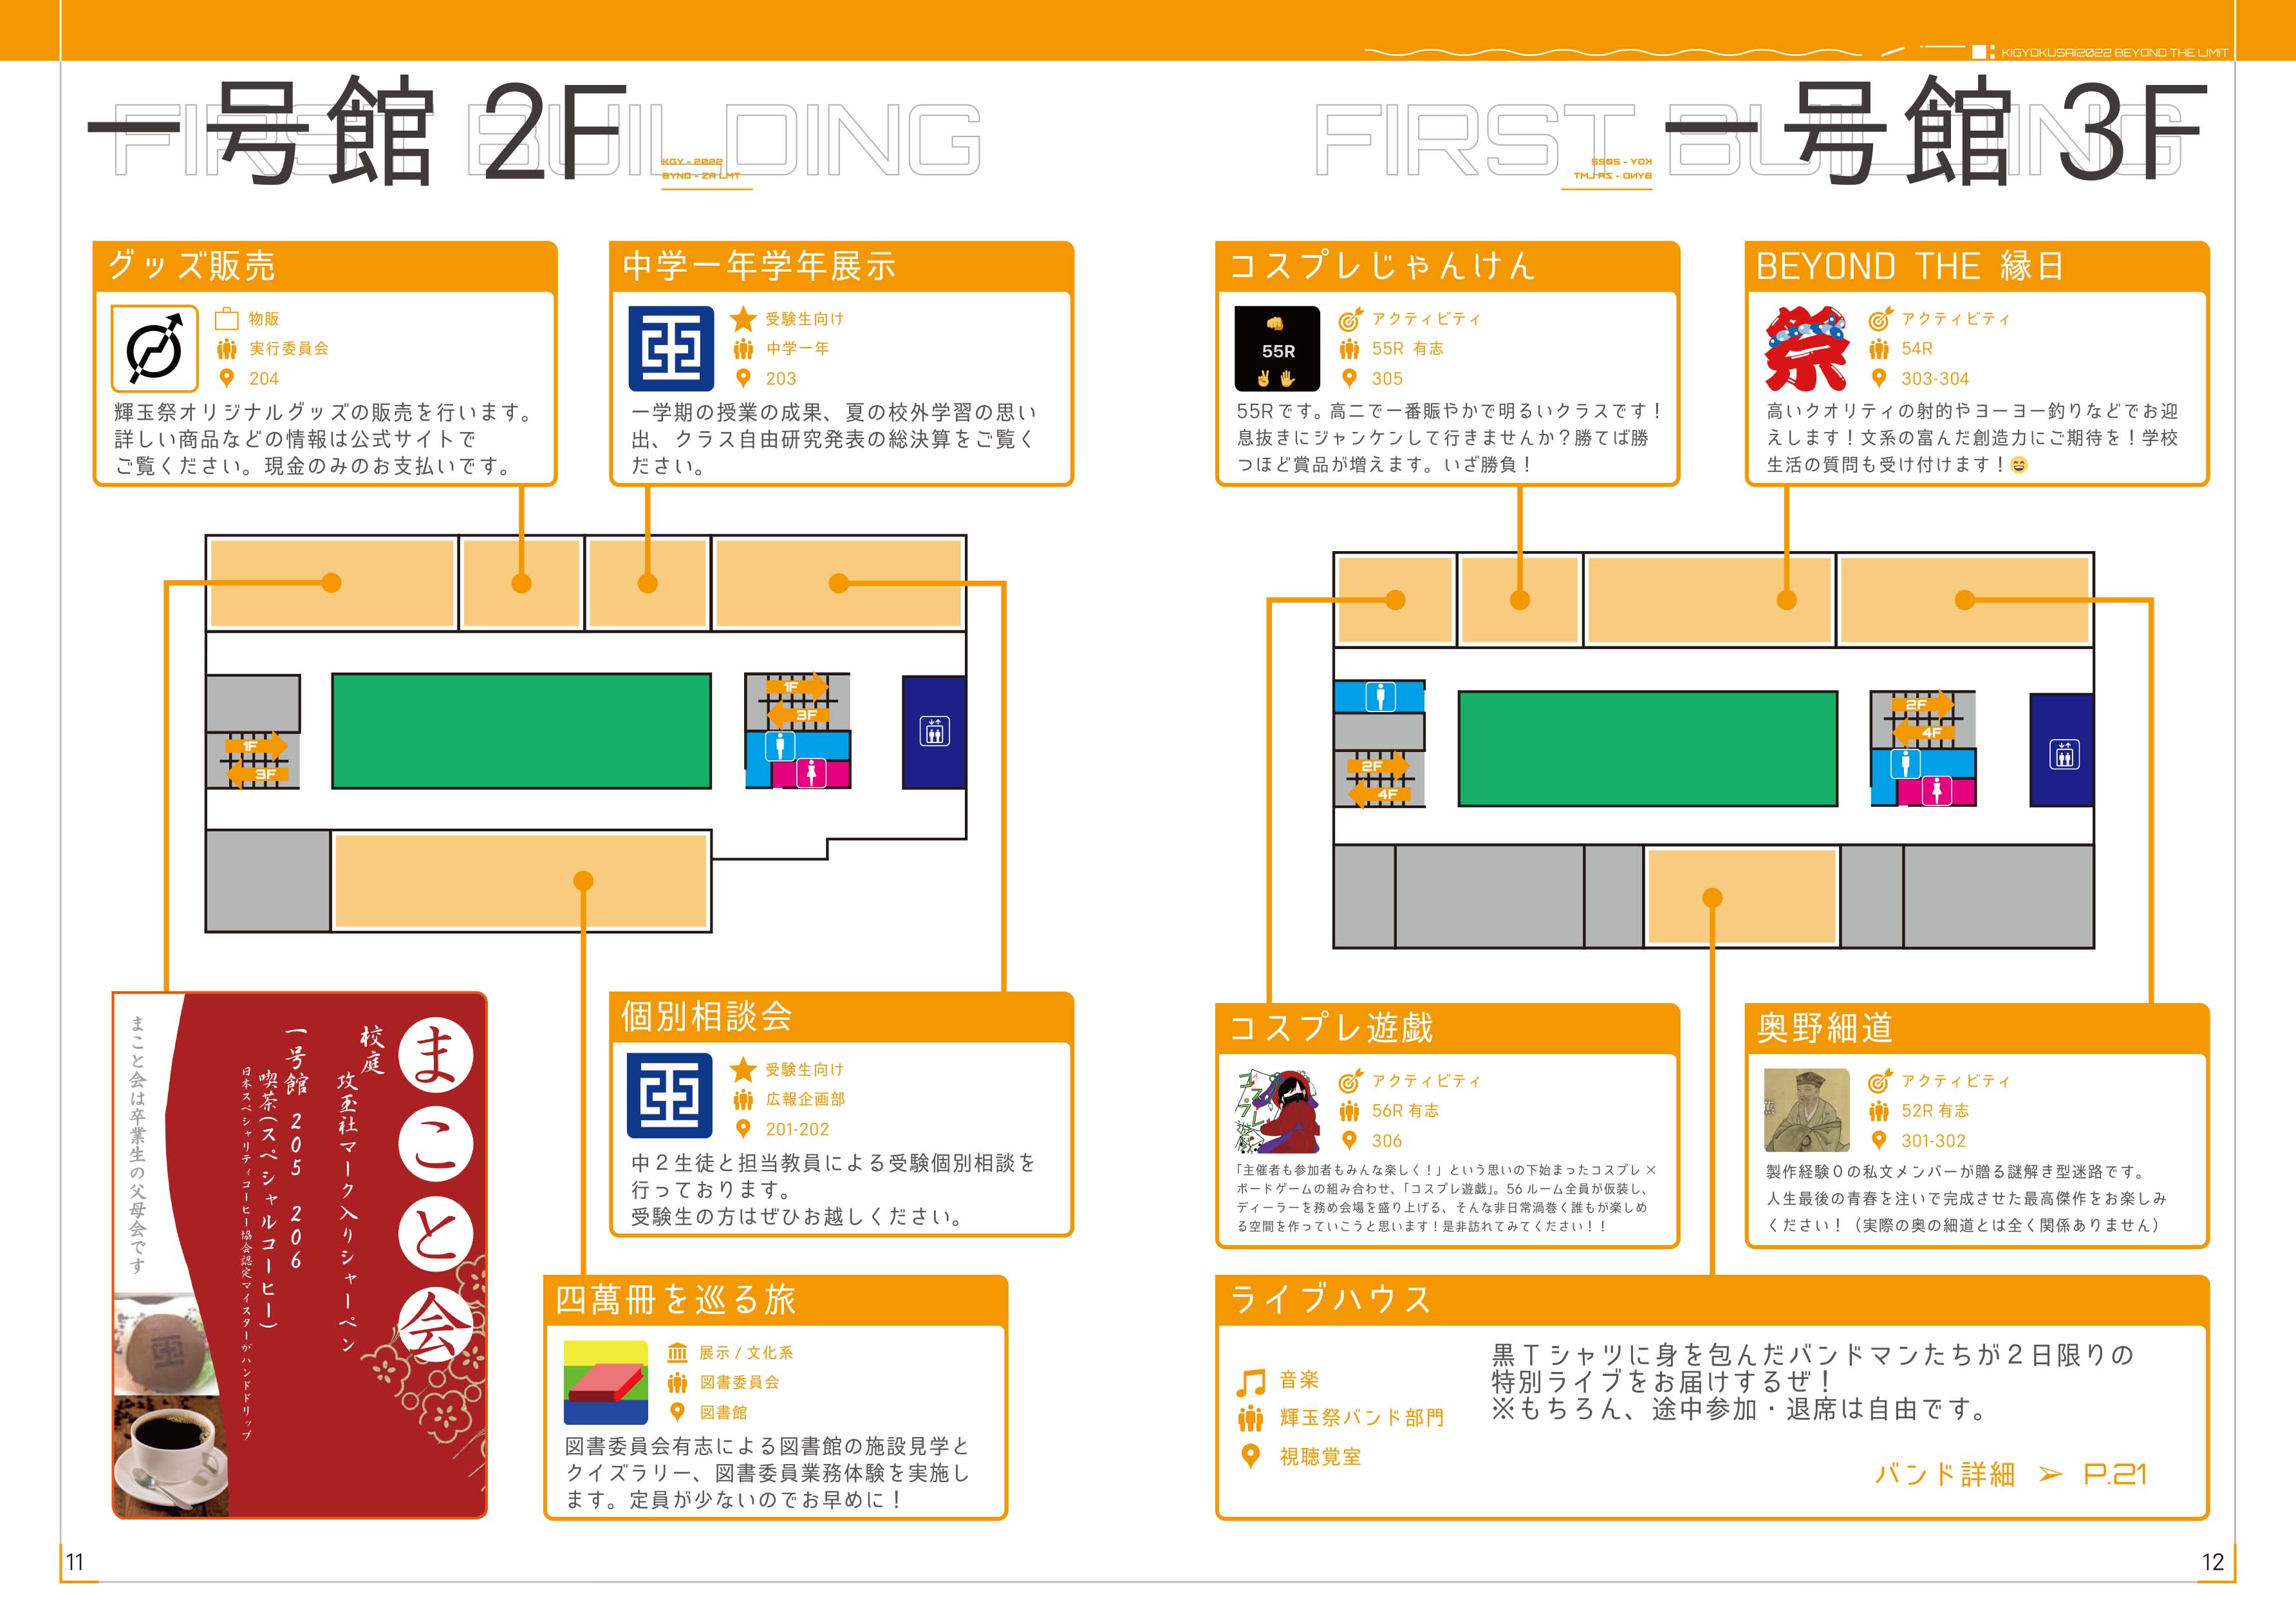 KIGYOKUSAI2022 BEYOND THE LIMIT
FIRST BUILDING
一号館 2F
KGY - 2022
BYND - ZA LMT
グッズ販売
物販
実行委員会
204
輝玉祭オリジナルグッズの販売を行います。
詳しい商品などの情報は公式サイトで
ご覧ください。現金のみのお支払いです。
中学一年学年展示
受験生向け
中学一年
203
一学期の授業の成果、夏の校外学習の思い
出、クラス自由研究発表の総決算をご覧く
ださい。
1F
3F
1F
3F
まこと会
校庭
攻玉社マーク入りシャーペン
一号館 205 206
喫茶(スペシャルコーヒー)
日本スペシャリティコーヒー協会認定マイスターがハンドドリップ
まこと会は卒業生の父母会です
個別相談会
受験生向け
広報企画部
201-202
中2生徒と担当教員による受験個別相談を
行っております。
受験生の方はぜひお越しください。
四萬冊を巡る旅
展示 / 文化系
図書委員会
図書館
図書委員会有志による図書館の施設見学と
クイズラリー、図書委員業務体験を実施し
ます。定員が少ないのでお早めに!
11
FIRST BUILDING
一号館 3F
KGY - 2022
BYND - ZA LMT
コスプレじゃんけん
55R
アクティビティ
55R 有志
305
55Rです。高二で一番賑やかで明るいクラスです!
息抜きにジャンケンして行きませんか?勝てば勝
つほど賞品が増えます。いざ勝負!
BEYOND THE 縁日
祭
アクティビティ
54R
303-304
高いクオリティの射的やヨーヨー釣りなどでお迎
えします!文系の富んだ創造力にご期待を!学校
生活の質問も受け付けます!😄
2F
4F
2F
4F
コスプレ遊戯
コスプレ遊戯
アクティビティ
56R 有志
306
「主催者も参加者もみんな楽しく!」という思いの下始まったコスプレ×
ボードゲームの組み合わせ、「コスプレ遊戯」。56 ルーム全員が仮装し、
ディーラーを務め会場を盛り上げる、そんな非日常渦巻く誰もが楽しめ
る空間を作っていこうと思います!是非訪れてみてください!!
奥野細道
アクティビティ
52R 有志
301-302
製作経験0の私文メンバーが贈る謎解き型迷路です。
人生最後の青春を注いで完成させた最高傑作をお楽しみ
ください!(実際の奥の細道とは全く関係ありません)
ライブハウス
音楽
輝玉祭バンド部門
視聴覚室
黒Tシャツに身を包んだバンドマンたちが2日限りの
特別ライブをお届けするぜ!
※もちろん、途中参加・退席は自由です。
バンド詳細 ➢ P.21
12